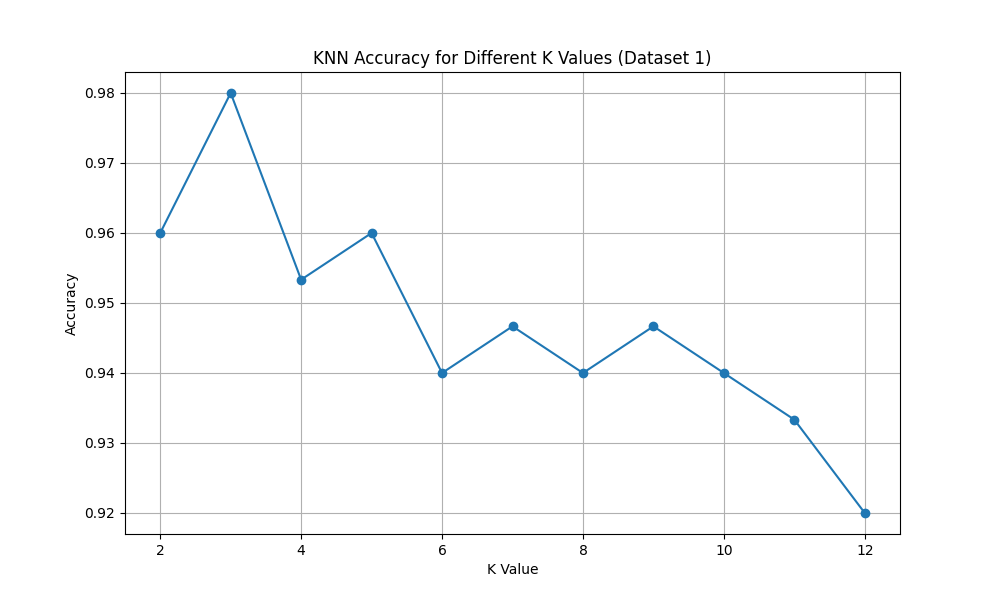 KNN Accuracy for Different K Values (Dataset 1)
0.98
0.97
0.96
0.95
0.94
0.93
0.92
Accuracy
2 4 6 8 10 12
K Value